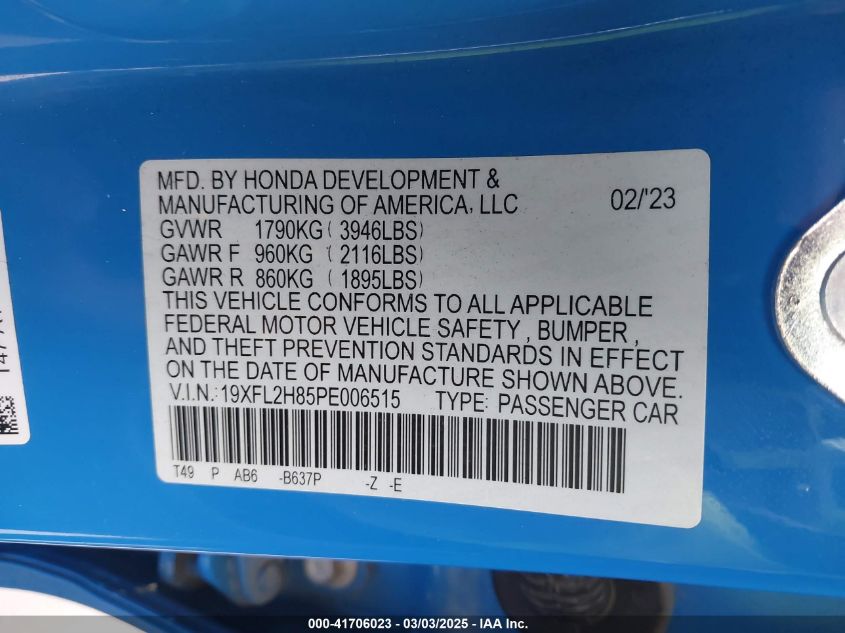 MFD. BY HONDA DEVELOPMENT &
MANUFACTURING OF AMERICA, LLC 02/'23
GVWR 1790KG ( 3946LBS)
GAWR F 960KG ( 2116LBS)
GAWR R 860KG ( 1895LBS)
THIS VEHICLE CONFORMS TO ALL APPLICABLE
FEDERAL MOTOR VEHICLE SAFETY, BUMPER,
AND THEFT PREVENTION STANDARDS IN EFFECT
ON THE DATE OF MANUFACTURE SHOWN ABOVE.
V.I.N.: 19XFL2H85PE006515 TYPE: PASSENGER CAR
T49 P AB6 -B637P -Z -E
000-41706023 - 03/03/2025 - IAA Inc.